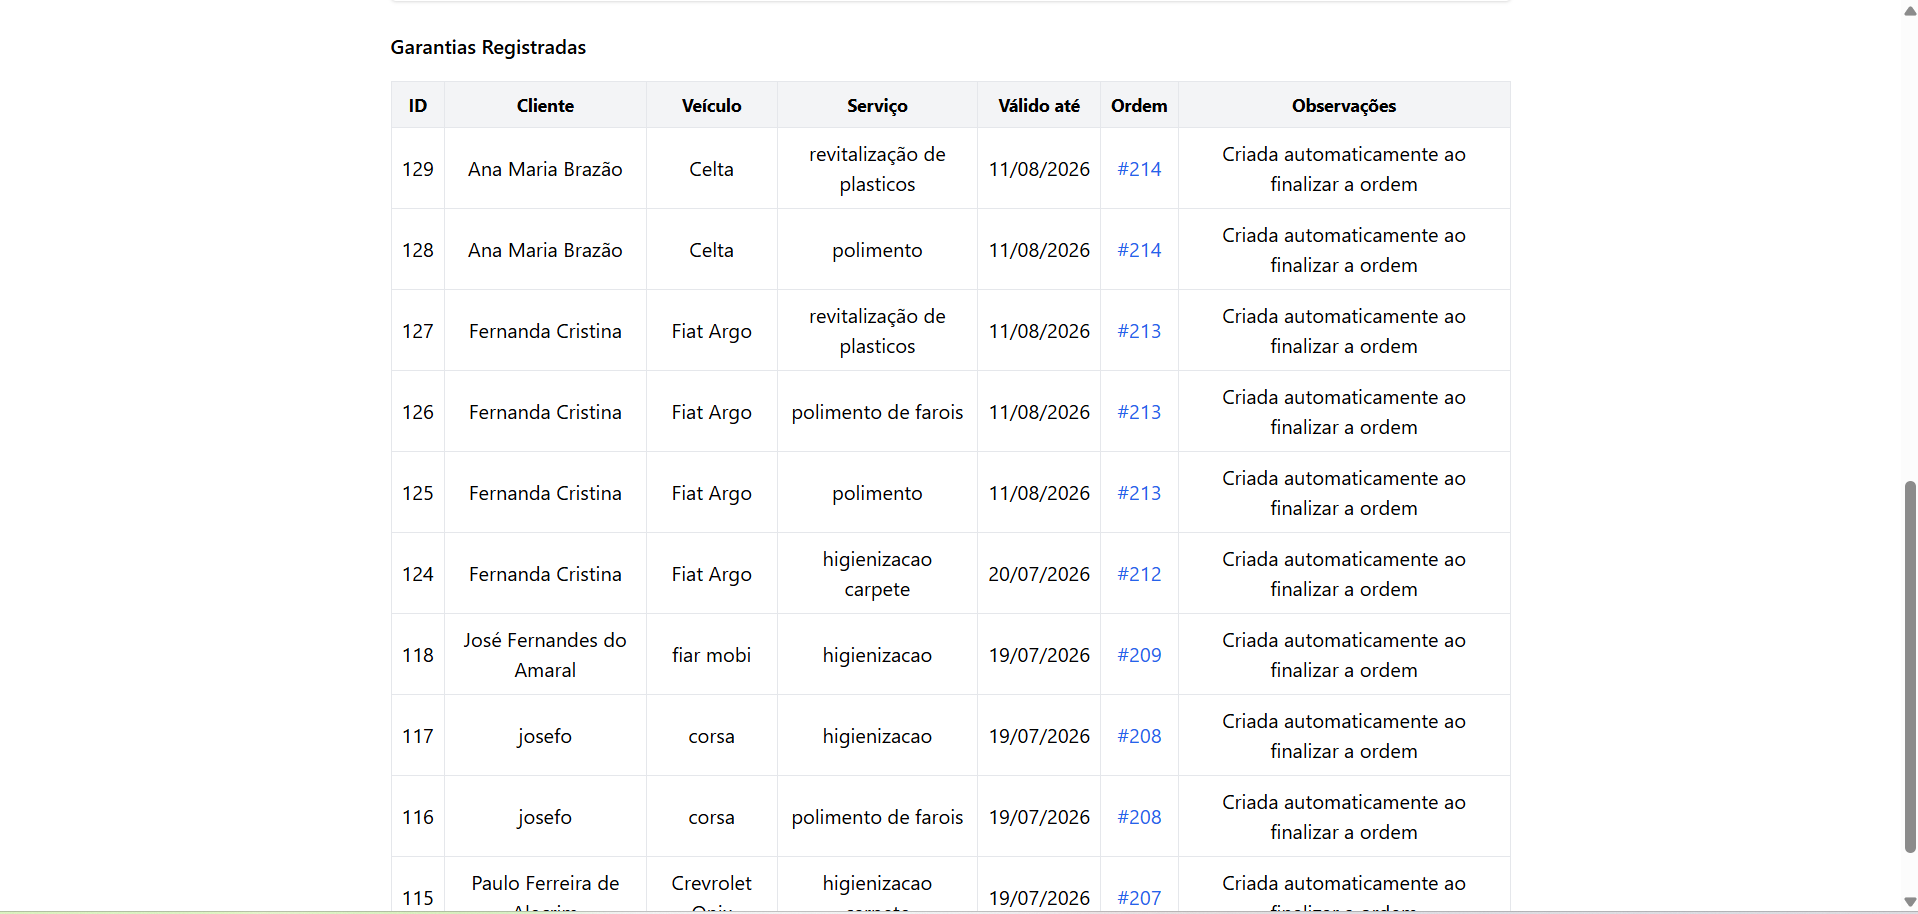 Garantias Registradas
ID Cliente Veículo Serviço Válido até Ordem Observações
129 Ana Maria Brazão Celta revitalização de plasticos 11/08/2026 #214 Criada automaticamente ao finalizar a ordem
128 Ana Maria Brazão Celta polimento 11/08/2026 #214 Criada automaticamente ao finalizar a ordem
127 Fernanda Cristina Fiat Argo revitalização de plasticos 11/08/2026 #213 Criada automaticamente ao finalizar a ordem
126 Fernanda Cristina Fiat Argo polimento de farois 11/08/2026 #213 Criada automaticamente ao finalizar a ordem
125 Fernanda Cristina Fiat Argo polimento 11/08/2026 #213 Criada automaticamente ao finalizar a ordem
124 Fernanda Cristina Fiat Argo higienizacao carpete 20/07/2026 #212 Criada automaticamente ao finalizar a ordem
118 José Fernandes do Amaral fiar mobi higienizacao 19/07/2026 #209 Criada automaticamente ao finalizar a ordem
117 josefo corsa higienizacao 19/07/2026 #208 Criada automaticamente ao finalizar a ordem
116 josefo corsa polimento de farois 19/07/2026 #208 Criada automaticamente ao finalizar a ordem
115 Paulo Ferreira de Crevrolet higienizacao 19/07/2026 #207 Criada automaticamente ao